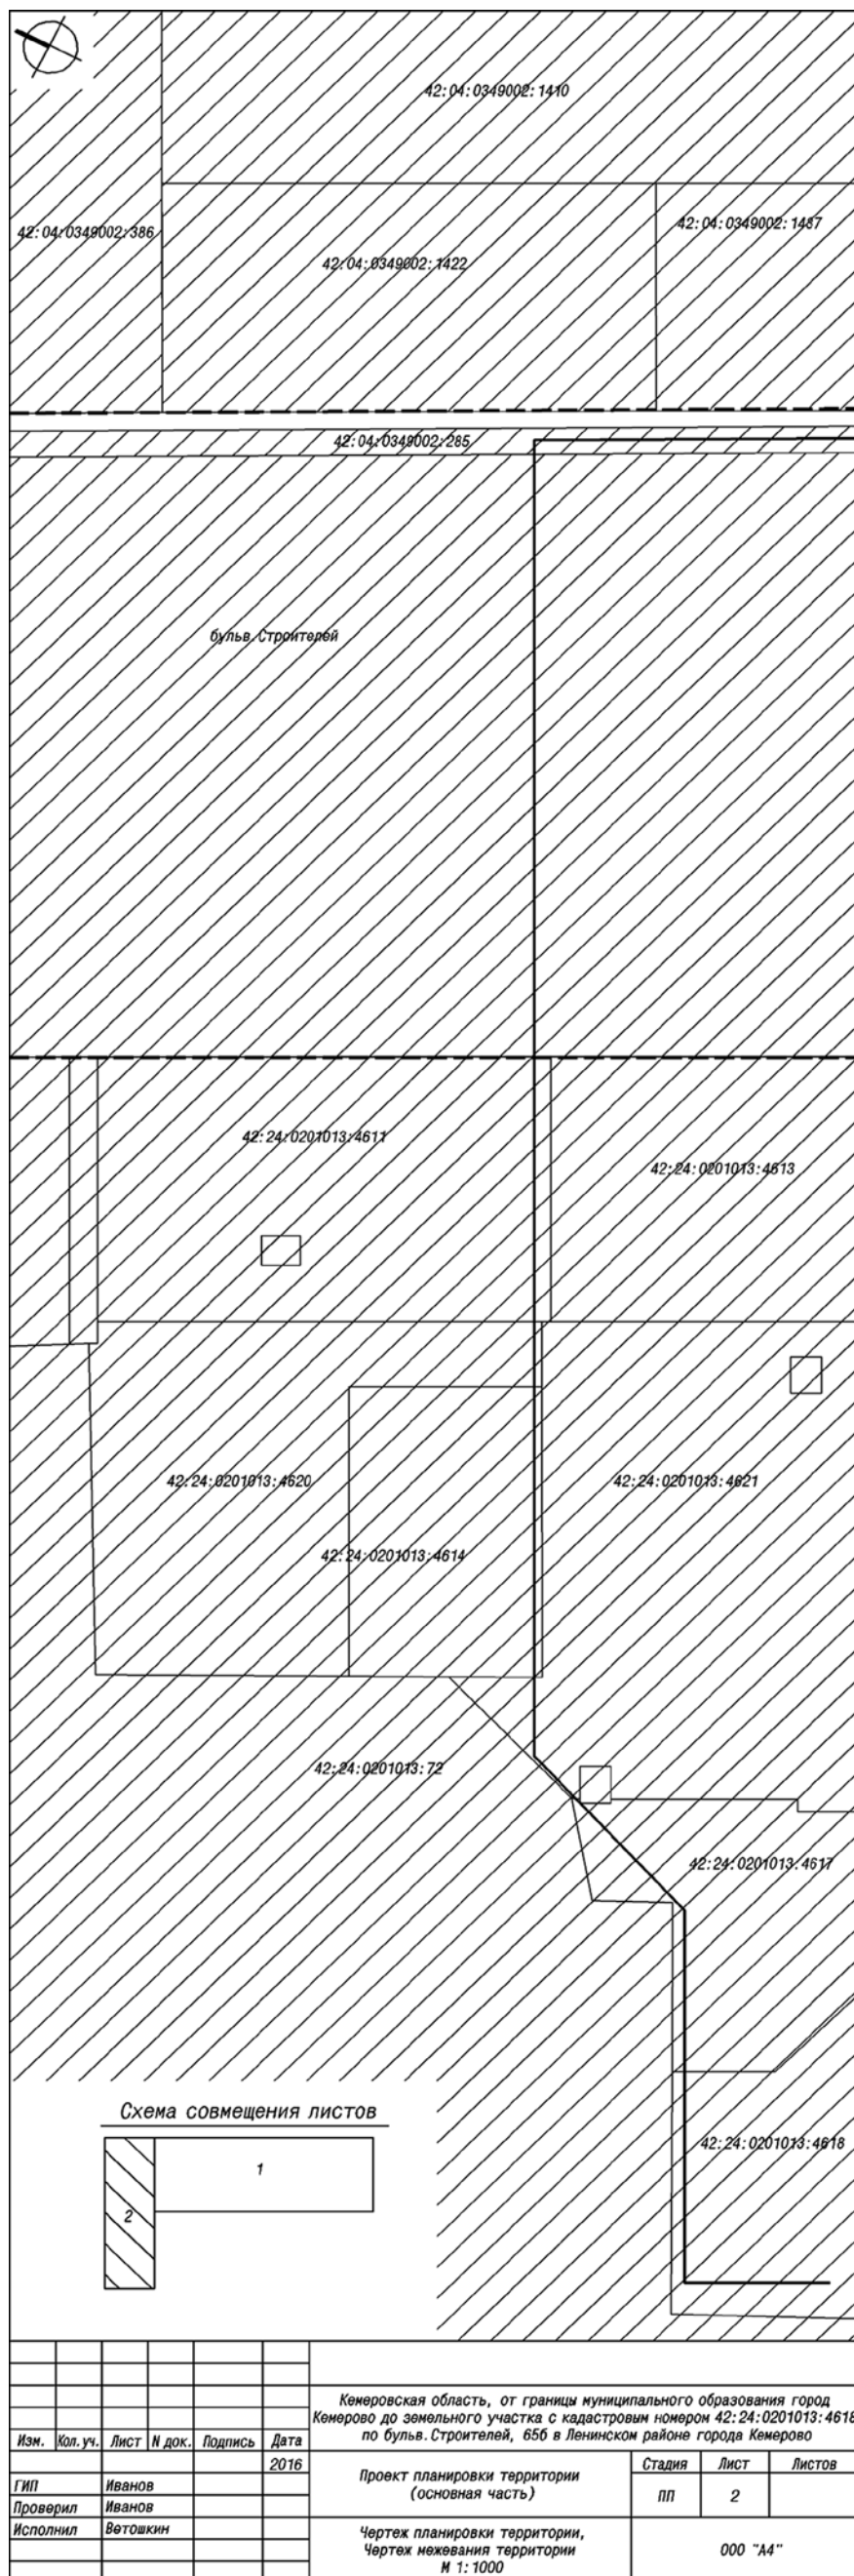 42:04:0349002:1410
42:04:0349002:386
42:04:0349002:1422
42:04:0349002:1487
42:04:0349002:285
бульв.Строителей
42:24:0201013:4611
42:24:0201013:4613
42:24:0201013:4620
42:24:0201013:4621
42:24:0201013:4614
42:24:0201013:72
42:24:0201013:4617
42:24:0201013:4618
Схема совмещения листов
1
2
Кемеровская область, от границы муниципального образования город
Кемерово до земельного участка с кадастровым номером 42:24:0201013:4618
по бульв.Строителей, 65б в Ленинском районе города Кемерово
Изм. Кол.уч. Лист N док. Подпись Дата
2016
Проект планировки территории
(основная часть)
Стадия Лист Листов
ПП 2
ГИП Иванов
Проверил Иванов
Исполнил Ветошкин
Чертеж планировки территории,
Чертеж межевания территории
М 1:1000
ООО "А4"